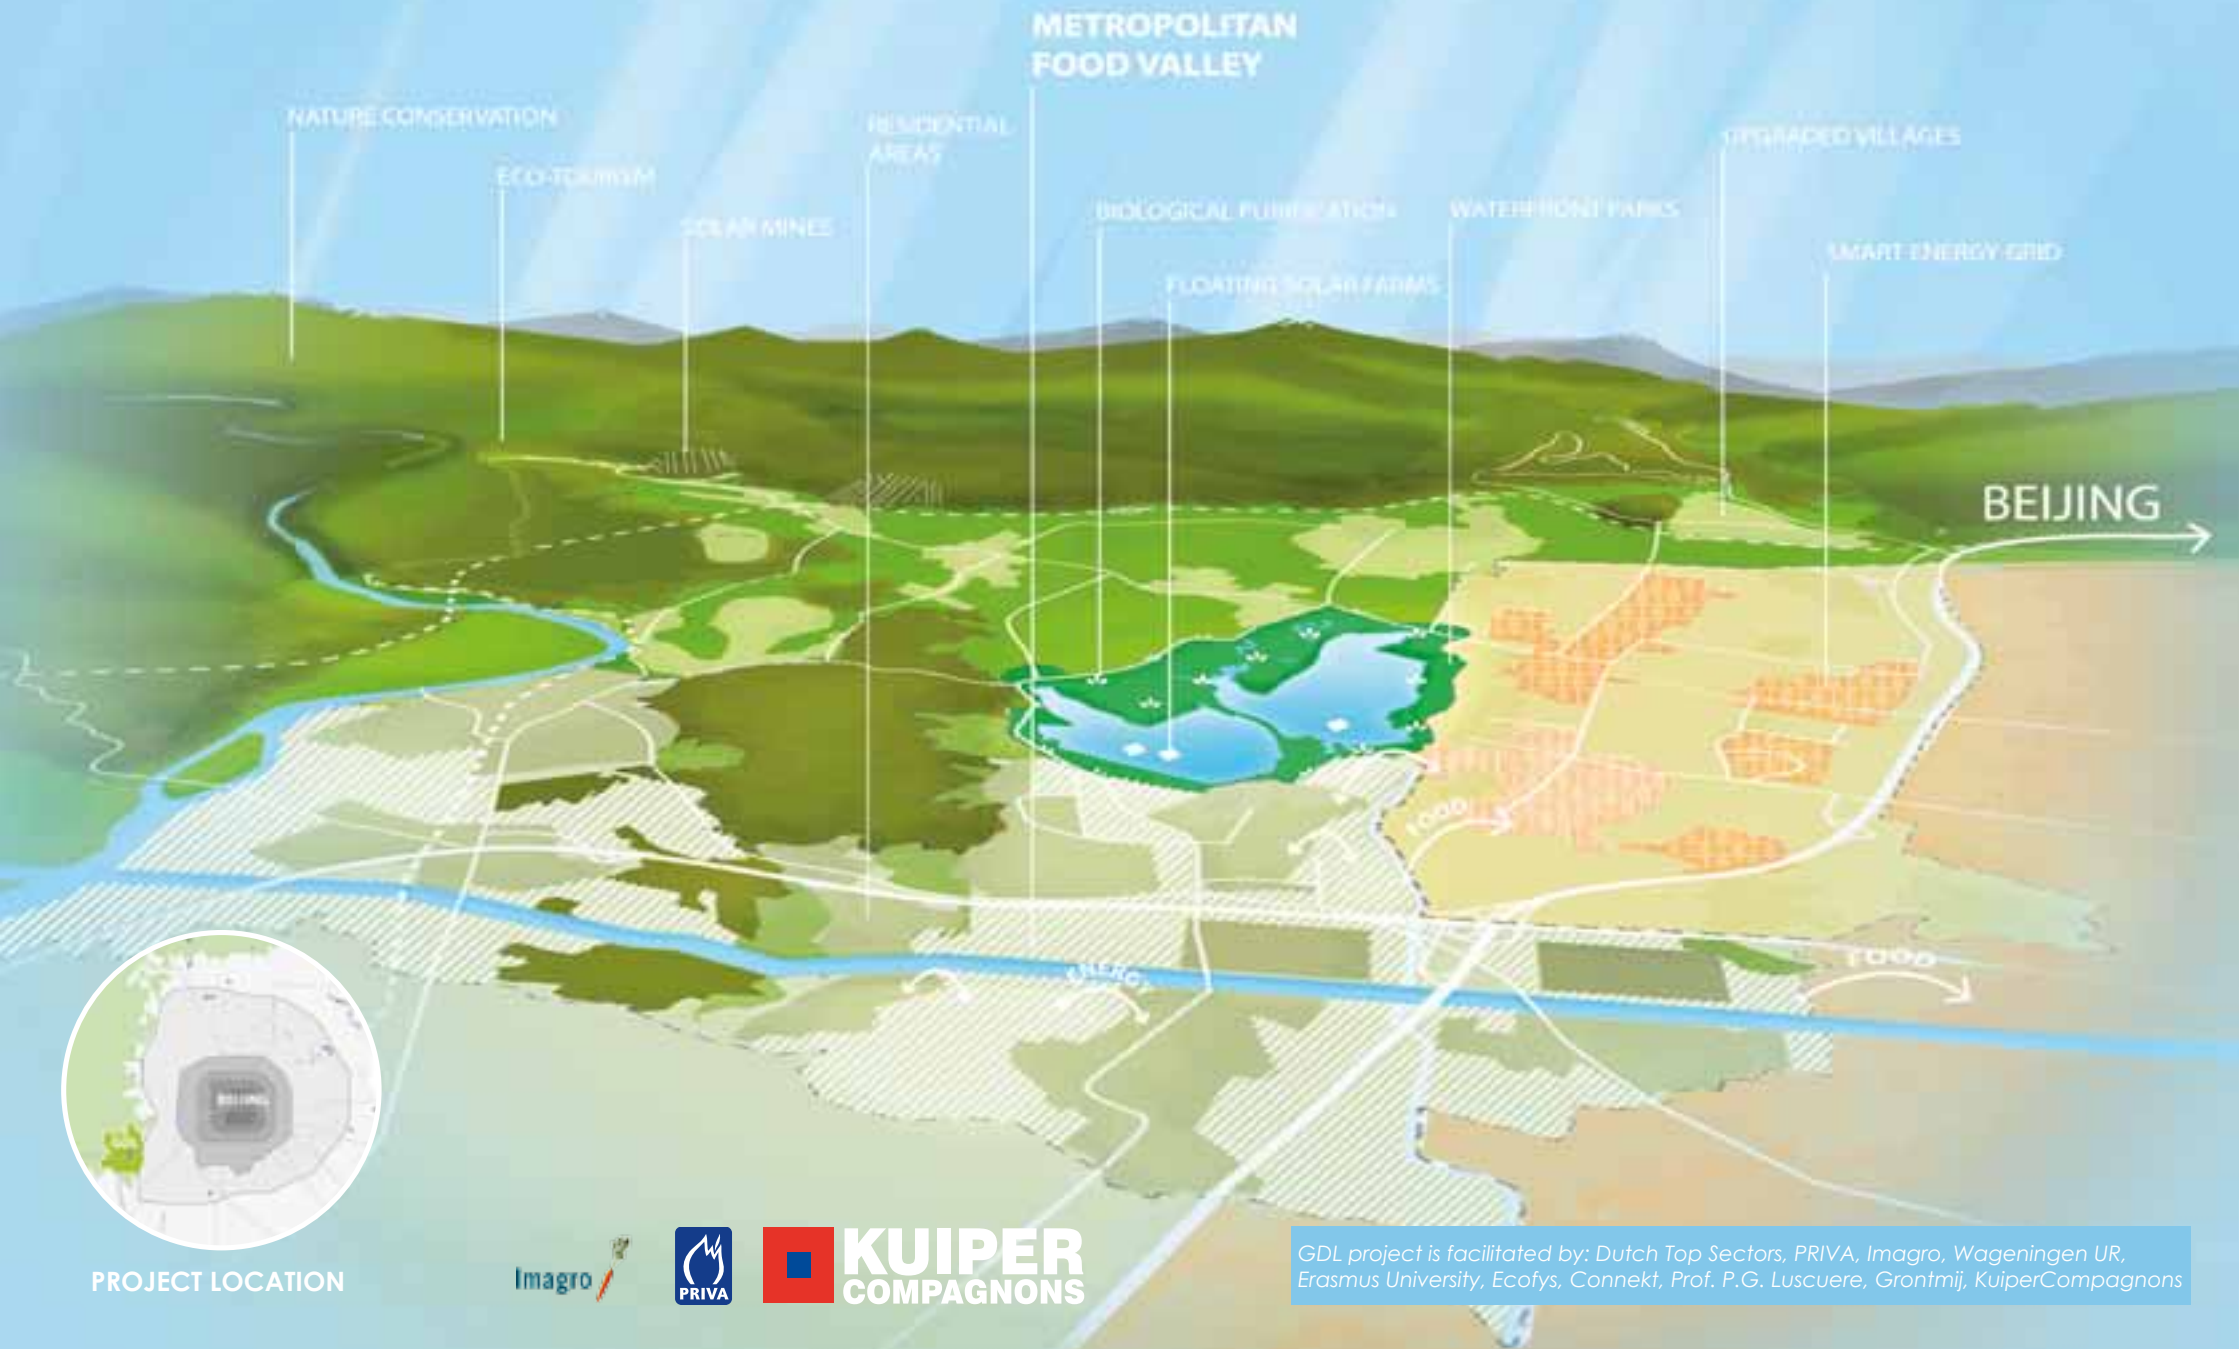 METROPOLITAN
FOOD VALLEY
NATURE CONSERVATION
RESIDENTIAL
AREAS
UPGRADED VILLAGES
ECO-TOURISM
BIOLOGICAL PURIFICATION
WATERFRONT PARKS
SOLAR MINES
SMART ENERGY GRID
FLOATING SOLAR FARMS
BEIJING
FOOD
FOOD
ENERGY
BEIJING
PROJECT LOCATION
Imagro
PRIVA
KUIPER
COMPAGNONS
GDL project is facilitated by: Dutch Top Sectors, PRIVA, Imagro, Wageningen UR,
Erasmus University, Ecofys, Connekt, Prof. P.G. Luscuere, Grontmij, KuiperCompagnons